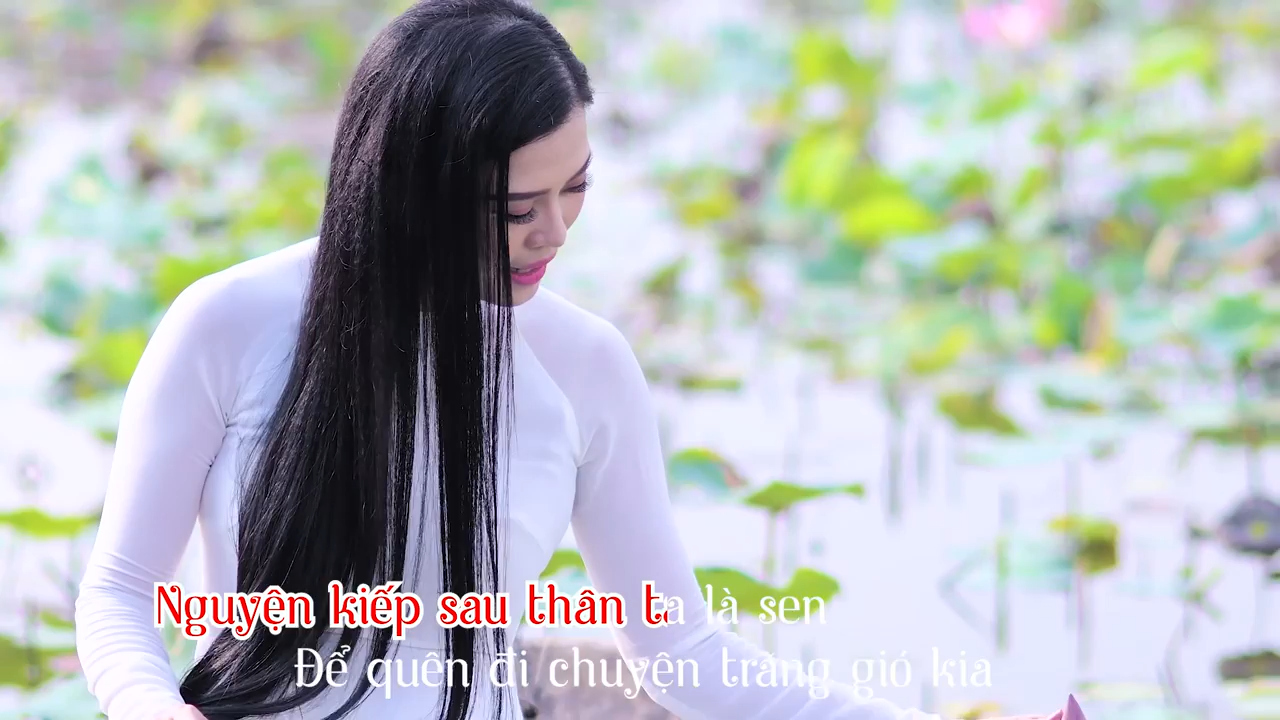 Nguyện kiếp sau thân ta là sen
Để quên đi chuyện trăng gió kia